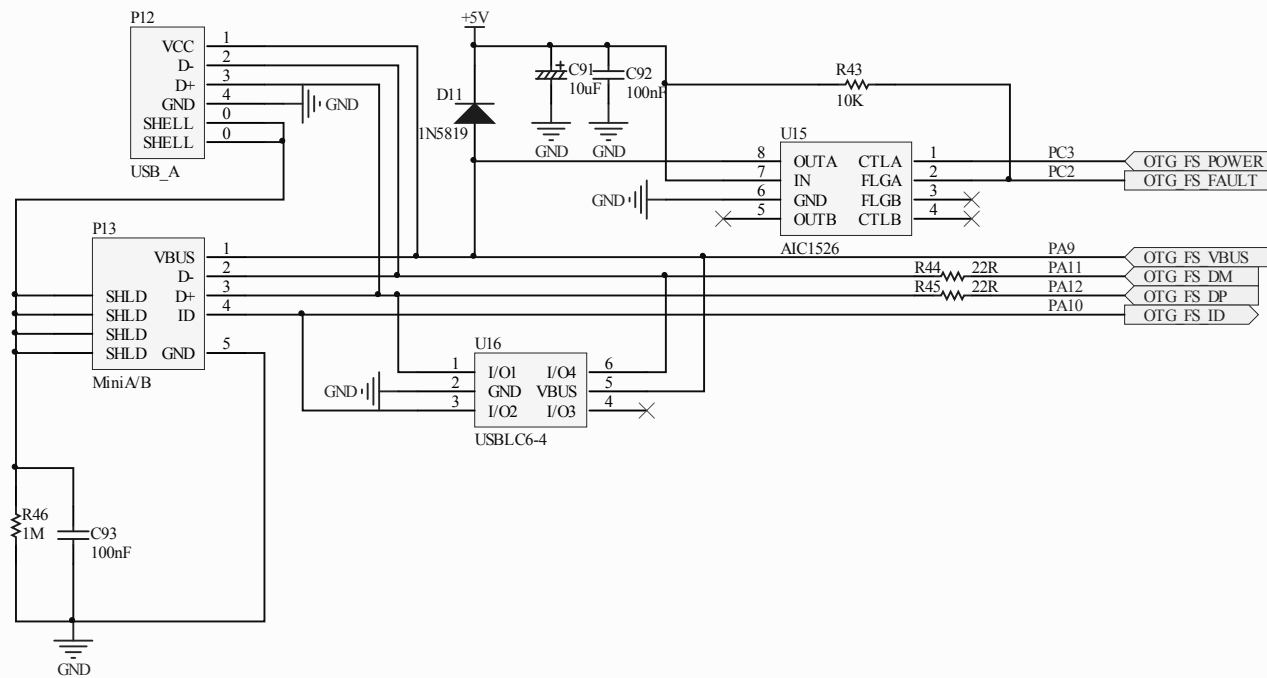 P12
VCC 1
D- 2
D+ 3
GND 4
SHELL 0
SHELL 0
USB_A
GND
+5V
D11
1N5819
C91
10uF
C92
100nF
GND
GND
R43
10K
U15
8 OUTA CTLA 1
7 IN FLGA 2
6 GND FLGB 3
5 OUTB CTLB 4
AIC1526
GND
PC3 OTG_FS_POWER
PC2 OTG_FS_FAULT
P13
VBUS 1
D- 2
SHLD D+ 3
SHLD ID 4
SHLD
SHLD GND 5
MiniA/B
PA9 OTG_FS_VBUS
R44 22R PA11 OTG_FS_DM
R45 22R PA12 OTG_FS_DP
PA10 OTG_FS_ID
U16
1 I/O1 I/O4 6
2 GND VBUS 5
3 I/O2 I/O3 4
USBLC6-4
GND
R46
1M
C93
100nF
GND